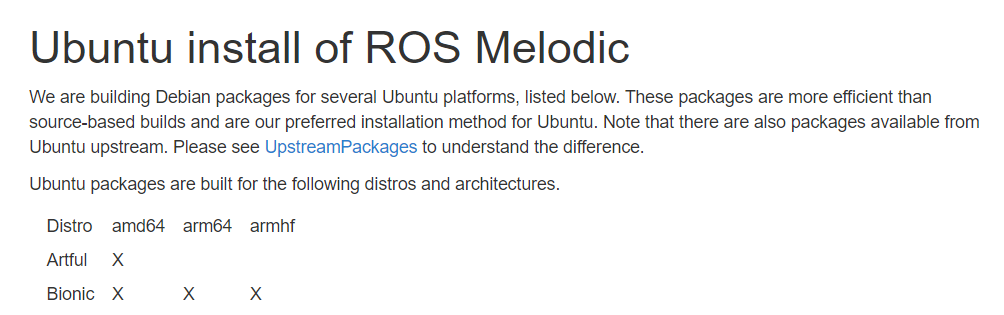 Ubuntu install of ROS Melodic
We are building Debian packages for several Ubuntu platforms, listed below. These packages are more efficient than
source-based builds and are our preferred installation method for Ubuntu. Note that there are also packages available from
Ubuntu upstream. Please see UpstreamPackages to understand the difference.
Ubuntu packages are built for the following distros and architectures.
Distro amd64 arm64 armhf
Artful X
Bionic X X X